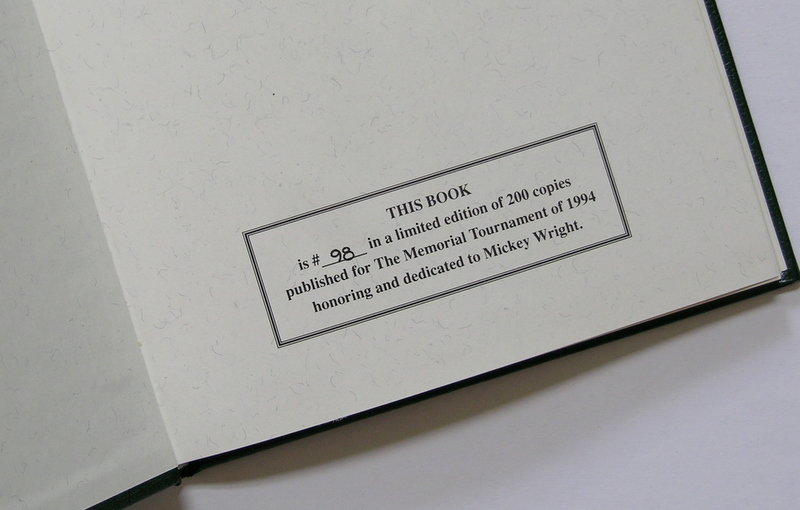 THIS BOOK
is # 98 in a limited edition of 200 copies
published for The Memorial Tournament of 1994
honoring and dedicated to Mickey Wright.